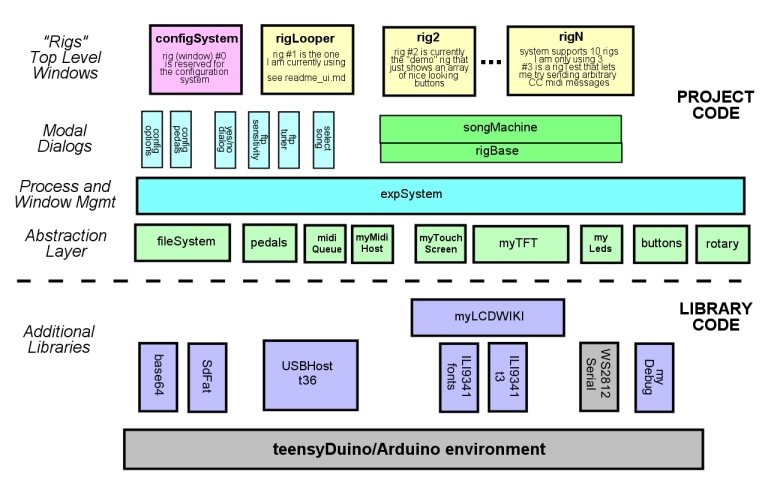 "Rigs"
Top Level
Windows
configSystem
rig (window) #0
is reserved for
the configuration
system
rigLooper
rig #1 is the one
I am currently using
see readme_ui.md
rig2
rig #2 is currently
the "demo" rig that
just shows an array
of nice looking
buttons
...
rigN
system supports 10 rigs
I am only using 3
#3 is a rigTest that lets
me try sending arbitrary
CC midi messages
PROJECT
CODE
Modal
Dialogs
config
options
config
pedals
yes/no
dialog
ftp
sensitivity
ftp
tuner
select
song
songMachine
rigBase
Process and
Window Mgmt
expSystem
Abstraction
Layer
fileSystem
pedals
midi
Queue
myMidi
Host
myTouch
Screen
myTFT
my
Leds
buttons
rotary
LIBRARY
CODE
Additional
Libraries
myLCDWIKI
base64
SdFat
USBHost
t36
ILI9341
fonts
ILI9341
t3
WS2812
Serial
my
Debug
teensyDuino/Arduino environment